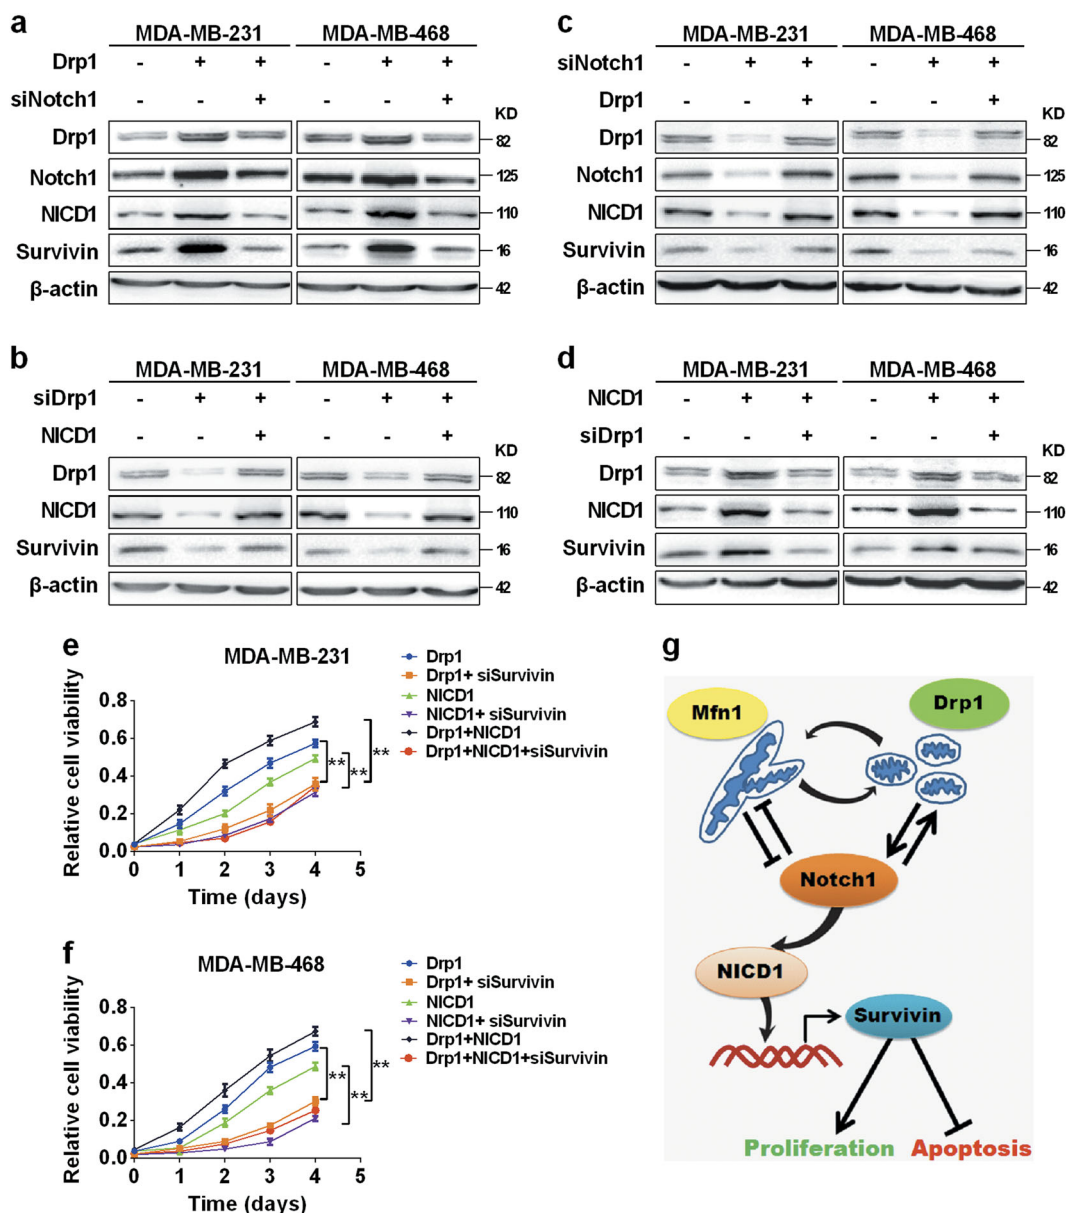 a
MDA-MB-231 MDA-MB-468
Drp1 - + + - + +
siNotch1 - - + - - +
KD
Drp1 82
Notch1 125
NICD1 110
Survivin 16
β-actin 42
c
MDA-MB-231 MDA-MB-468
siNotch1 - + + - + +
Drp1 - - + - - +
KD
Drp1 82
Notch1 125
NICD1 110
Survivin 16
β-actin 42
b
MDA-MB-231 MDA-MB-468
siDrp1 - + + - + +
NICD1 - - + - - +
KD
Drp1 82
NICD1 110
Survivin 16
β-actin 42
d
MDA-MB-231 MDA-MB-468
NICD1 - + + - + +
siDrp1 - - + - - +
KD
Drp1 82
NICD1 110
Survivin 16
β-actin 42
e
MDA-MB-231
Relative cell viability
0.8
0.6
0.4
0.2
0.0
0 1 2 3 4 5
Time (days)
Drp1
Drp1+ siSurvivin
NICD1
NICD1+ siSurvivin
Drp1+NICD1
Drp1+NICD1+siSurvivin
**
**
**
f
MDA-MB-468
Relative cell viability
0.8
0.6
0.4
0.2
0.0
0 1 2 3 4 5
Time (days)
Drp1
Drp1+ siSurvivin
NICD1
NICD1+ siSurvivin
Drp1+NICD1
Drp1+NICD1+siSurvivin
**
**
**
g
Mfn1
Drp1
Notch1
NICD1
Survivin
Proliferation Apoptosis